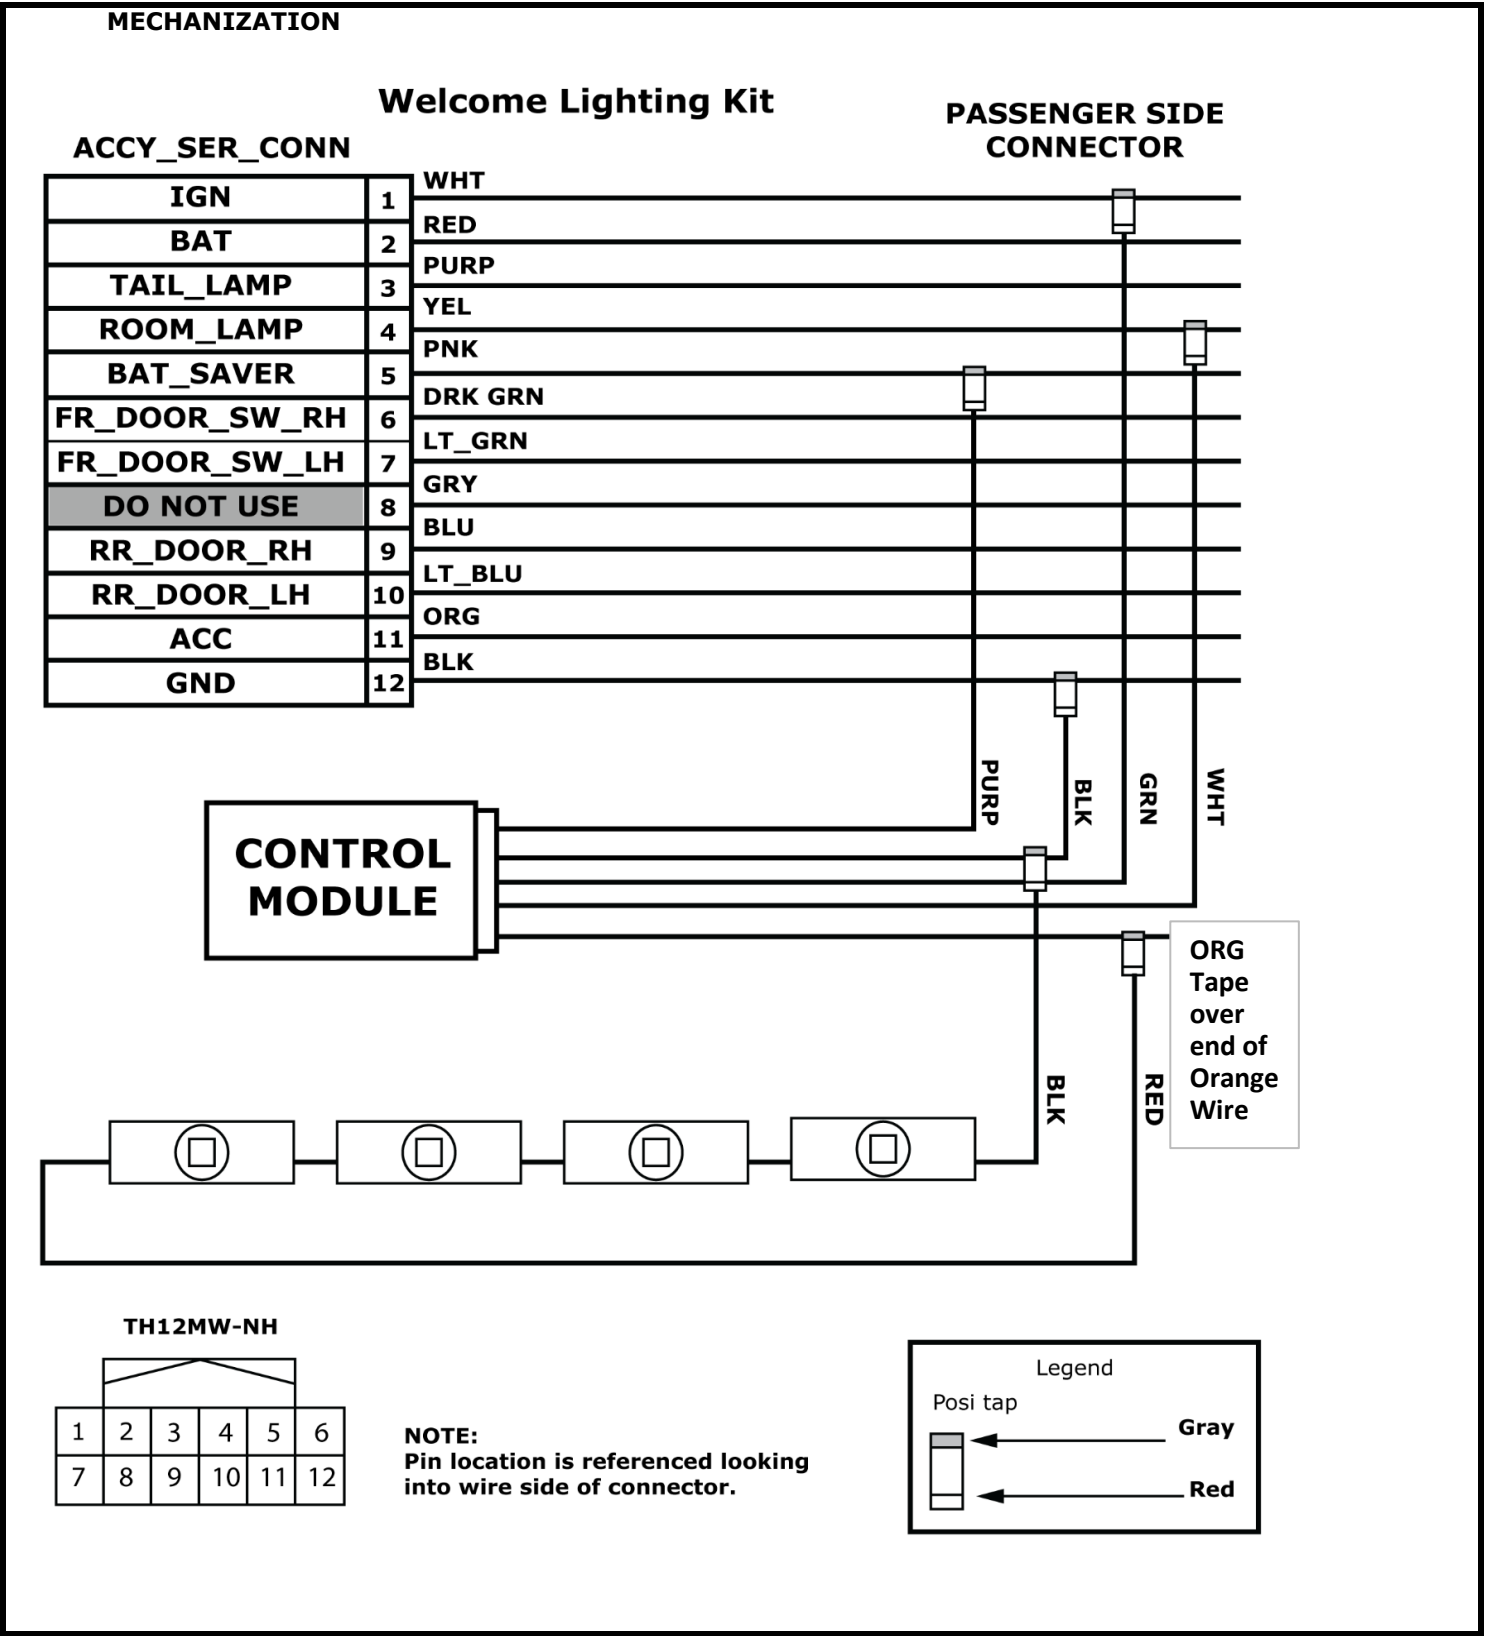 MECHANIZATION
Welcome Lighting Kit
PASSENGER SIDE
CONNECTOR
ACCY_SER_CONN
IGN 1 WHT
BAT 2 RED
TAIL_LAMP 3 PURP
ROOM_LAMP 4 YEL
BAT_SAVER 5 PNK
FR_DOOR_SW_RH 6 DRK GRN
FR_DOOR_SW_LH 7 LT_GRN
DO NOT USE 8 GRY
RR_DOOR_RH 9 BLU
RR_DOOR_LH 10 LT_BLU
ACC 11 ORG
GND 12 BLK
PURP
BLK
GRN
WHT
CONTROL
MODULE
ORG
Tape
over
end of
Orange
Wire
BLK
RED
TH12MW-NH
1 2 3 4 5 6
7 8 9 10 11 12
NOTE:
Pin location is referenced looking
into wire side of connector.
Legend
Posi tap
Gray
Red